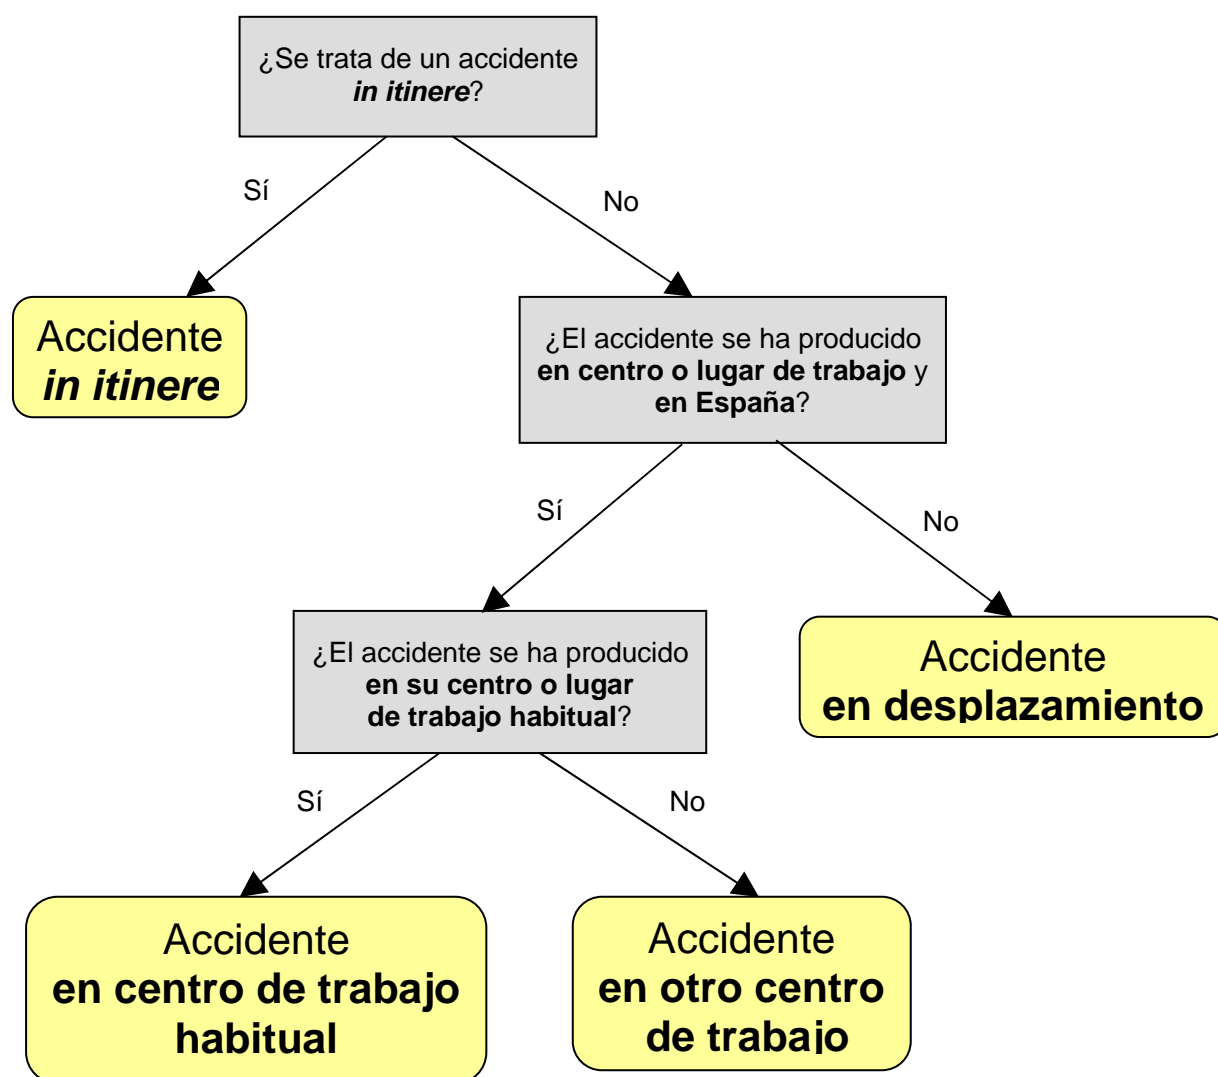 ¿Se trata de un accidente
in itinere?
Sí
No
Accidente
in itinere
¿El accidente se ha producido
en centro o lugar de trabajo y
en España?
Sí
No
¿El accidente se ha producido
en su centro o lugar
de trabajo habitual?
Accidente
en desplazamiento
Sí
No
Accidente
en centro de trabajo
habitual
Accidente
en otro centro
de trabajo